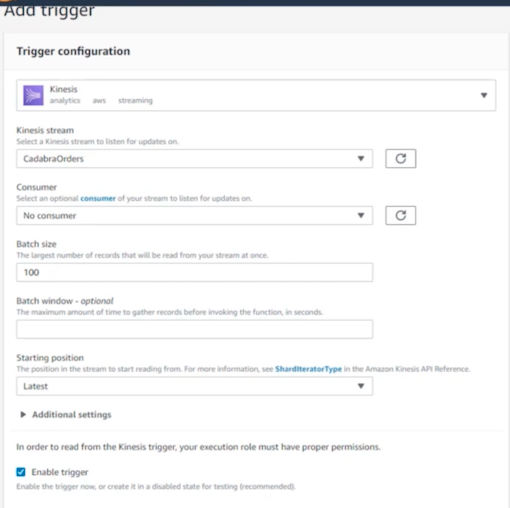 Add trigger
Trigger configuration
Kinesis
analytics aws streaming
Kinesis stream
Select a Kinesis stream to listen for updates on.
CadabraOrders
Consumer
Select an optional consumer of your stream to listen for updates on.
No consumer
Batch size
The largest number of records that will be read from your stream at once.
100
Batch window - optional
The maximum amount of time to gather records before invoking the function, in seconds.
Starting position
The position in the stream to start reading from. For more information, see ShardIteratorType in the Amazon Kinesis API Reference.
Latest
Additional settings
In order to read from the Kinesis trigger, your execution role must have proper permissions.
Enable trigger
Enable the trigger now, or create it in a disabled state for testing (recommended).